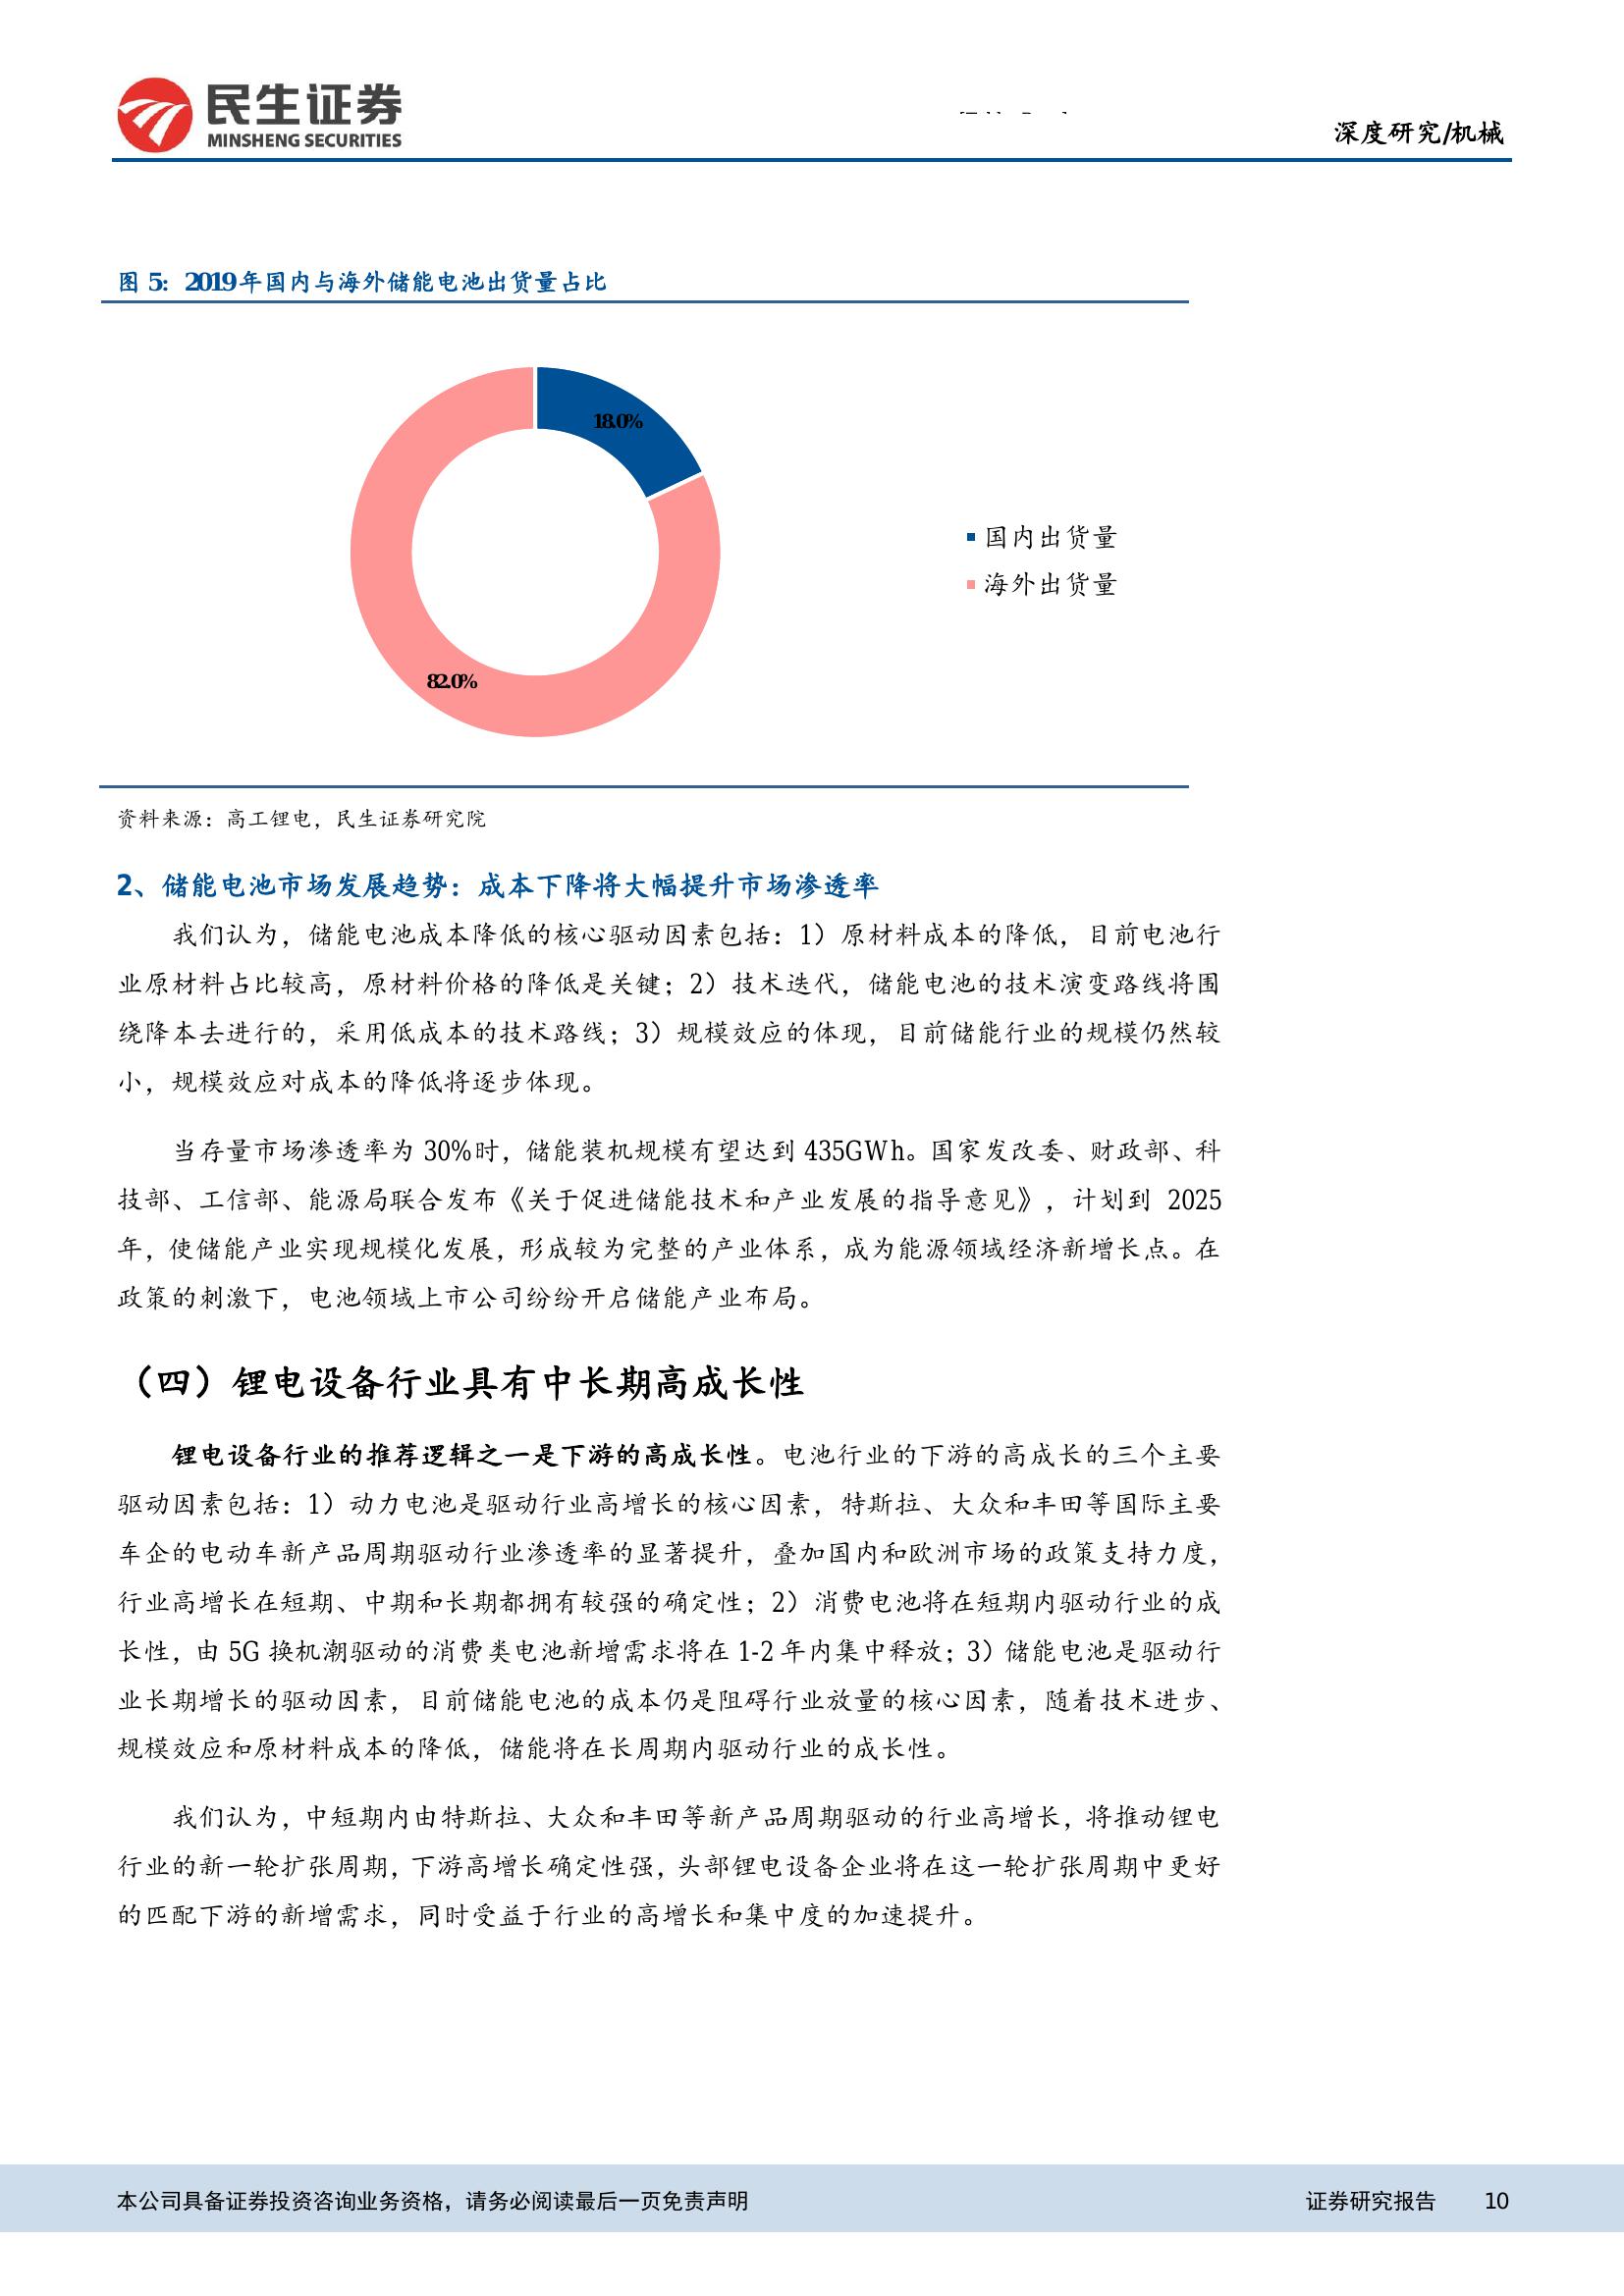 民生证券
MINSHENG SECURITIES
深度研究/机械
图 5：2019 年国内与海外储能电池出货量占比
18.0%
82.0%
国内出货量
海外出货量
资料来源：高工锂电，民生证券研究院
2、储能电池市场发展趋势：成本下降将大幅提升市场渗透率
我们认为，储能电池成本降低的核心驱动因素包括：1）原材料成本的降低，目前电池行
业原材料占比较高，原材料价格的降低是关键；2）技术迭代，储能电池的技术演变路线将围
绕降本去进行的，采用低成本的技术路线；3）规模效应的体现，目前储能行业的规模仍然较
小，规模效应对成本的降低将逐步体现。
当存量市场渗透率为 30%时，储能装机规模有望达到 435GWh。国家发改委、财政部、科
技部、工信部、能源局联合发布《关于促进储能技术和产业发展的指导意见》，计划到 2025
年，使储能产业实现规模化发展，形成较为完整的产业体系，成为能源领域经济新增长点。在
政策的刺激下，电池领域上市公司纷纷开启储能产业布局。
（四）锂电设备行业具有中长期高成长性
锂电设备行业的推荐逻辑之一是下游的高成长性。电池行业的下游的高成长的三个主要
驱动因素包括：1）动力电池是驱动行业高增长的核心因素，特斯拉、大众和丰田等国际主要
车企的电动车新产品周期驱动行业渗透率的显著提升，叠加国内和欧洲市场的政策支持力度，
行业高增长在短期、中期和长期都拥有较强的确定性；2）消费电池将在短期内驱动行业的成
长性，由 5G 换机潮驱动的消费类电池新增需求将在 1-2 年内集中释放；3）储能电池是驱动行
业长期增长的驱动因素，目前储能电池的成本仍是阻碍行业放量的核心因素，随着技术进步、
规模效应和原材料成本的降低，储能将在长周期内驱动行业的成长性。
我们认为，中短期内由特斯拉、大众和丰田等新产品周期驱动的行业高增长，将推动锂电
行业的新一轮扩张周期，下游高增长确定性强，头部锂电设备企业将在这一轮扩张周期中更好
的匹配下游的新增需求，同时受益于行业的高增长和集中度的加速提升。
本公司具备证券投资咨询业务资格，请务必阅读最后一页免责声明
证券研究报告 10